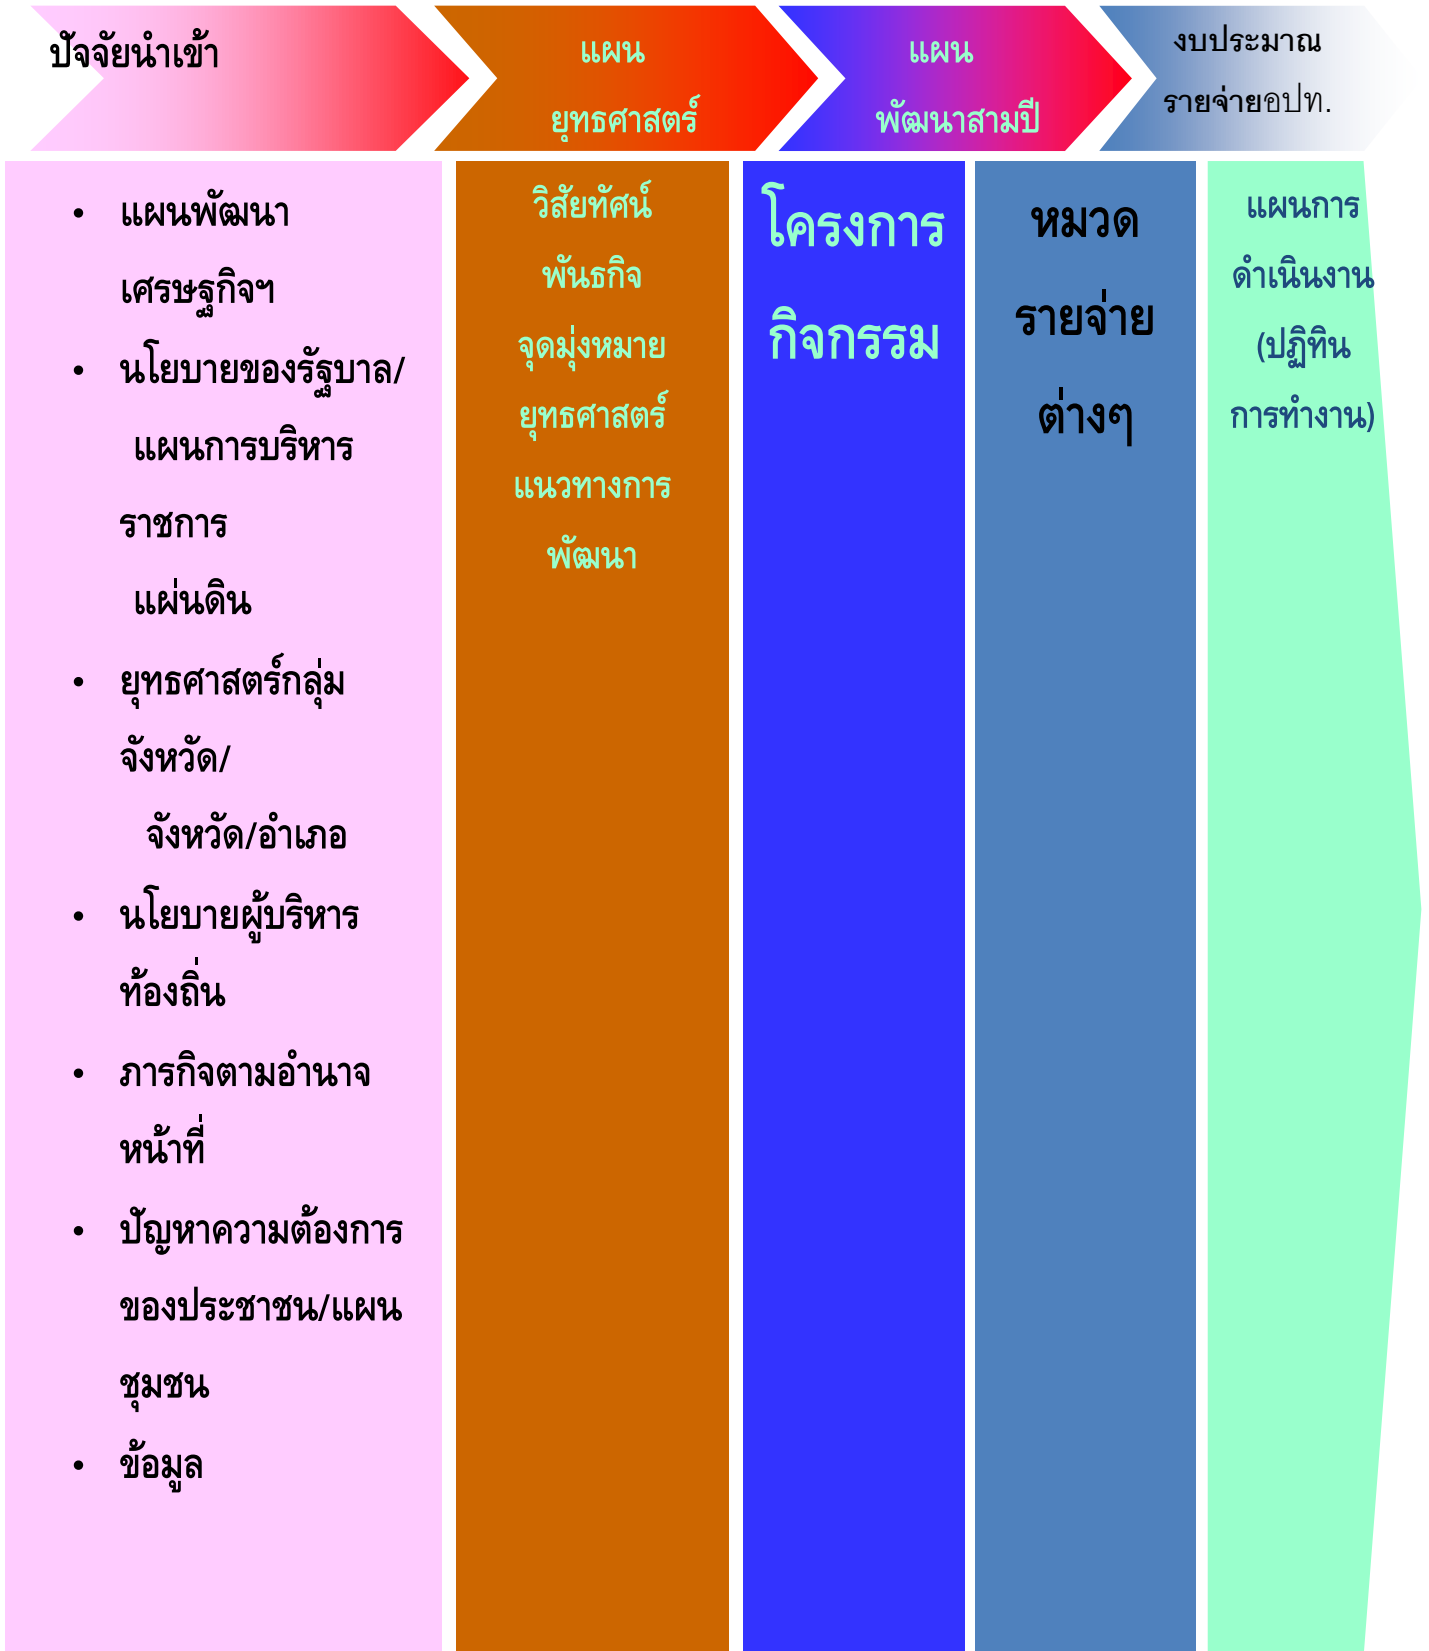 ปัจจัยนำเข้า
แผน
ยุทธศาสตร์
แผน
พัฒนาสามปี
งบประมาณ
รายจ่ายอปท.
• แผนพัฒนา
เศรษฐกิจฯ
• นโยบายของรัฐบาล/
แผนการบริหาร
ราชการ
แผ่นดิน
• ยุทธศาสตร์กลุ่ม
จังหวัด/
จังหวัด/อำเภอ
• นโยบายผู้บริหาร
ท้องถิ่น
• ภารกิจตามอำนาจ
หน้าที่
• ปัญหาความต้องการ
ของประชาชน/แผน
ชุมชน
• ข้อมูล
วิสัยทัศน์
พันธกิจ
จุดมุ่งหมาย
ยุทธศาสตร์
แนวทางการ
พัฒนา
โครงการ
กิจกรรม
หมวด
รายจ่าย
ต่างๆ
แผนการ
ดำเนินงาน
(ปฏิทิน
การทำงาน)